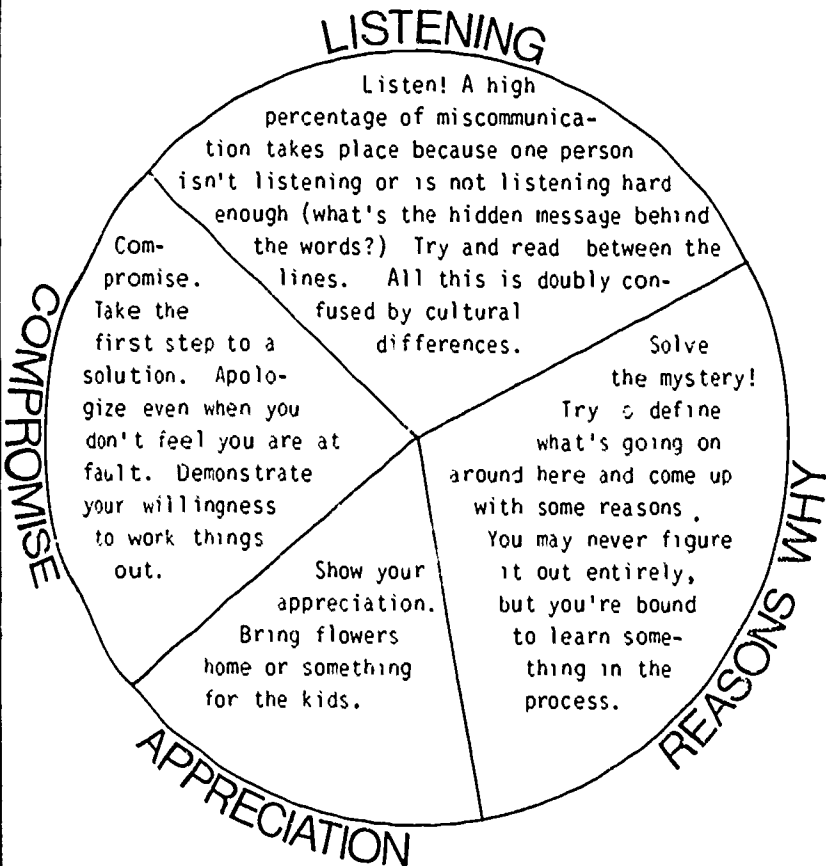 LISTENING
Listen! A high
percentage of miscommunica-
tion takes place because one person
isn't listening or is not listening hard
enough (what's the hidden message behind
the words?) Try and read between the
lines. All this is doubly con-
fused by cultural
differences.
REASONS WHY
Solve
the mystery!
Try define
what's going on
around here and come up
with some reasons.
You may never figure
it out entirely,
but you're bound
to learn some-
thing in the
process.
APPRECIATION
Show your
appreciation.
Bring flowers
home or something
for the kids.
COMPROMISE
Com-
promise.
Take the
first step to a
solution. Apolo-
gize even when you
don't feel you are at
fault. Demonstrate
your willingness
to work things
out.